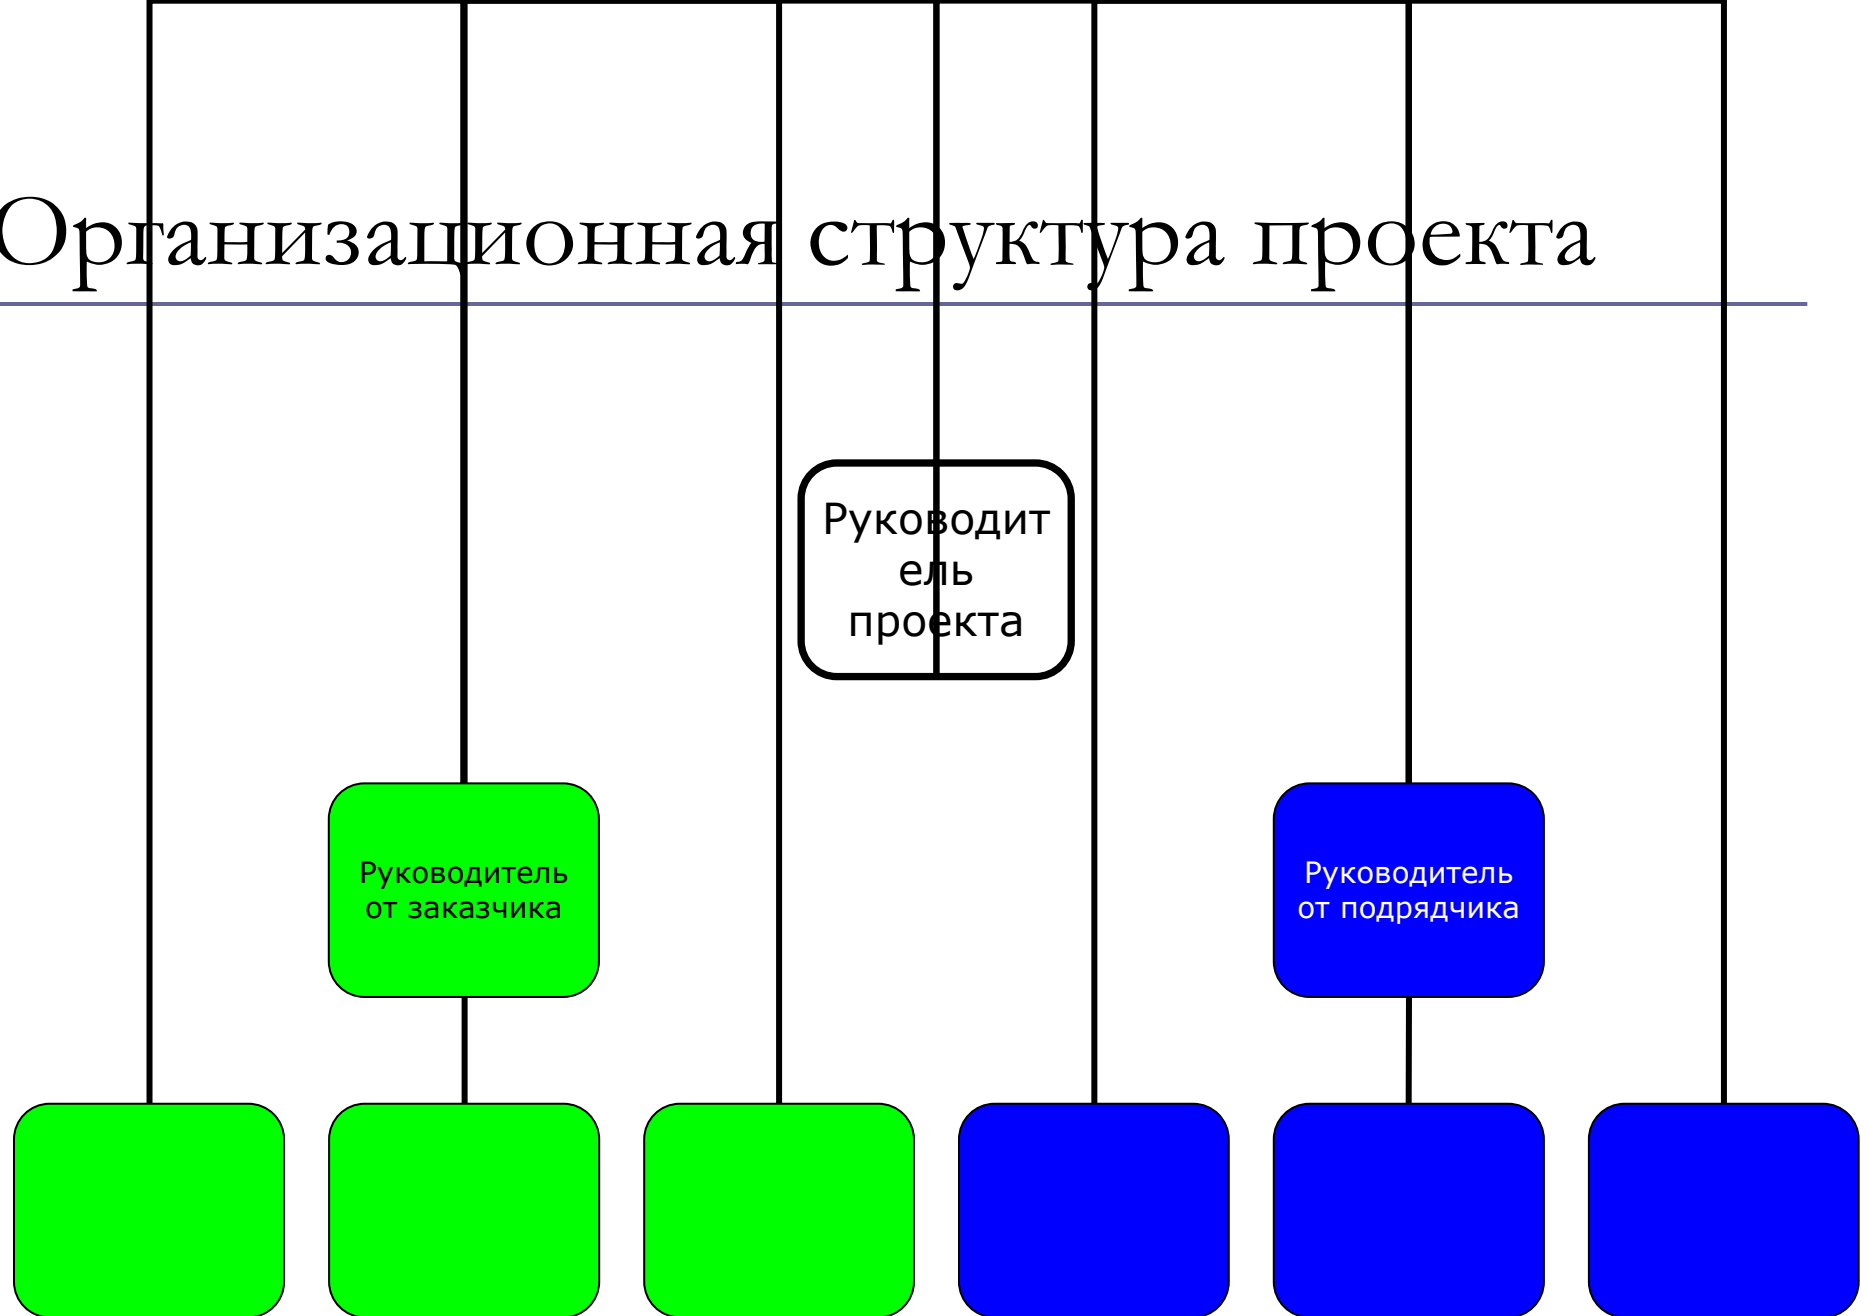 Организационная структура проекта
Руководит
ель
проекта
Руководитель
от заказчика
Руководитель
от подрядчика